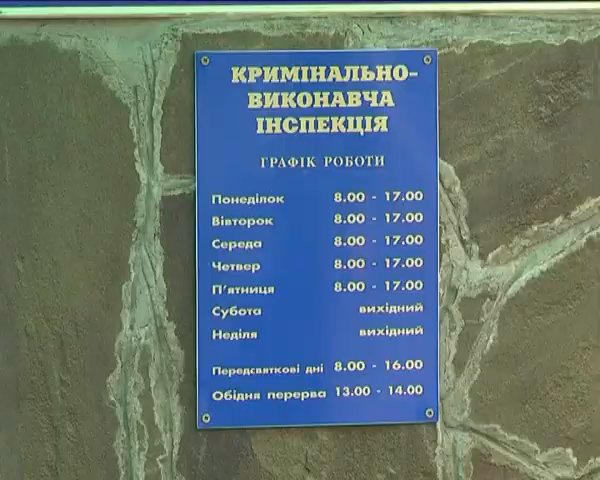 КРИМІНАЛЬНО-
ВИКОНАВЧА
ІНСПЕКЦІЯ
ГРАФІК РОБОТИ
Понеділок 8.00 - 17.00
Вівторок 8.00 - 17.00
Середа 8.00 - 17.00
Четвер 8.00 - 17.00
П'ятниця 8.00 - 17.00
Субота вихідний
Неділя вихідний
Передсвяткові дні 8.00 - 16.00
Обідня перерва 13.00 - 14.00